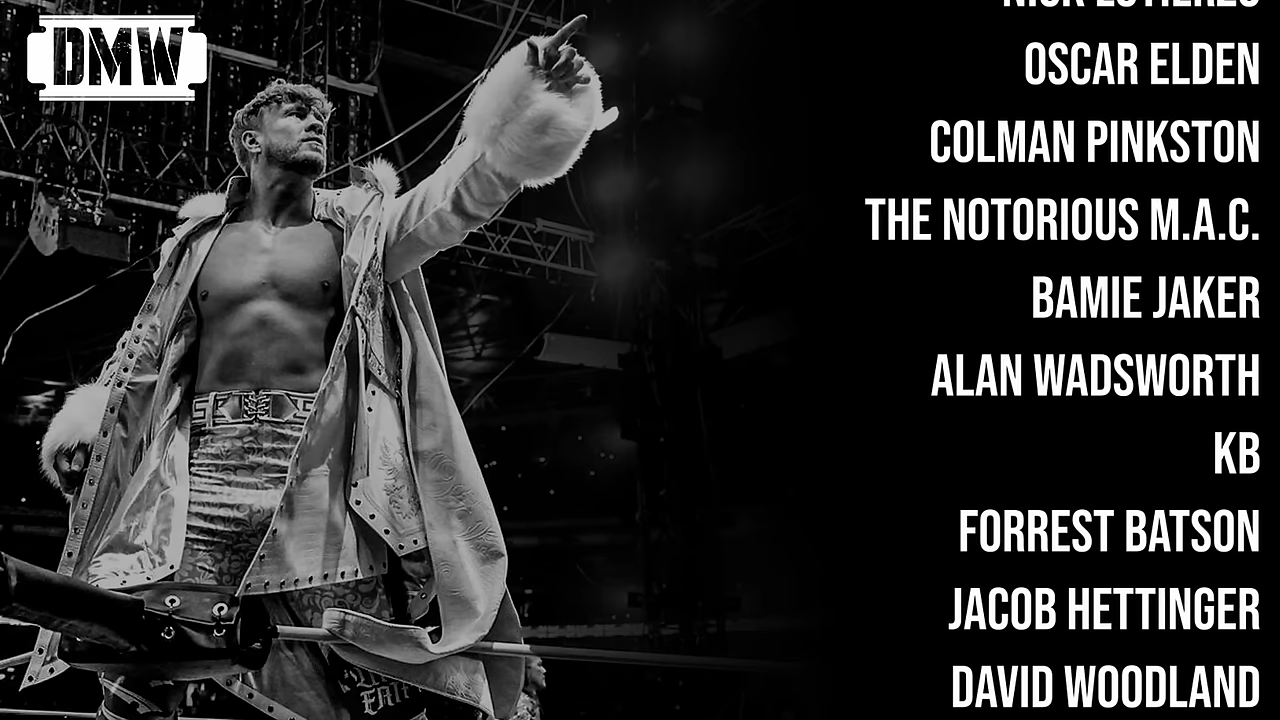 DMW
OSCAR ELDEN
COLMAN PINKSTON
THE NOTORIOUS M.A.C.
BAMIE JAKER
ALAN WADSWORTH
KB
FORREST BATSON
JACOB HETTINGER
DAVID WOODLAND